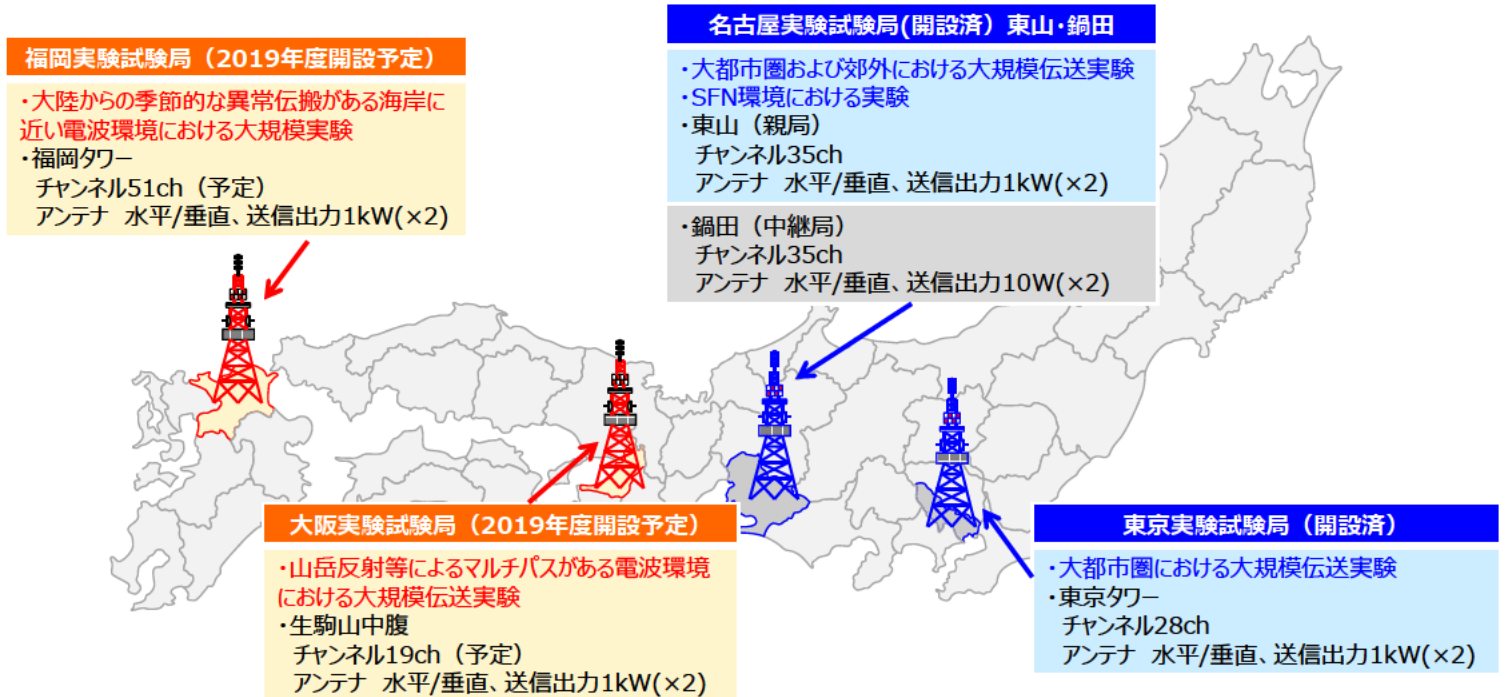 福岡実験試験局（2019年度開設予定）
・大陸からの季節的な異常伝搬がある海岸に
近い電波環境における大規模実験
・福岡タワー
チャンネル51ch（予定）
アンテナ 水平/垂直、送信出力1kW(×2)
名古屋実験試験局(開設済）東山・鍋田
・大都市圏および郊外における大規模伝送実験
・SFN環境における実験
・東山（親局）
チャンネル35ch
アンテナ 水平/垂直、送信出力1kW(×2)
・鍋田（中継局）
チャンネル35ch
アンテナ 水平/垂直、送信出力10W(×2)
大阪実験試験局（2019年度開設予定）
・山岳反射等によるマルチパスがある電波環境
における大規模伝送実験
・生駒山中腹
チャンネル19ch（予定）
アンテナ 水平/垂直、送信出力1kW(×2)
東京実験試験局（開設済）
・大都市圏における大規模伝送実験
・東京タワー
チャンネル28ch
アンテナ 水平/垂直、送信出力1kW(×2)